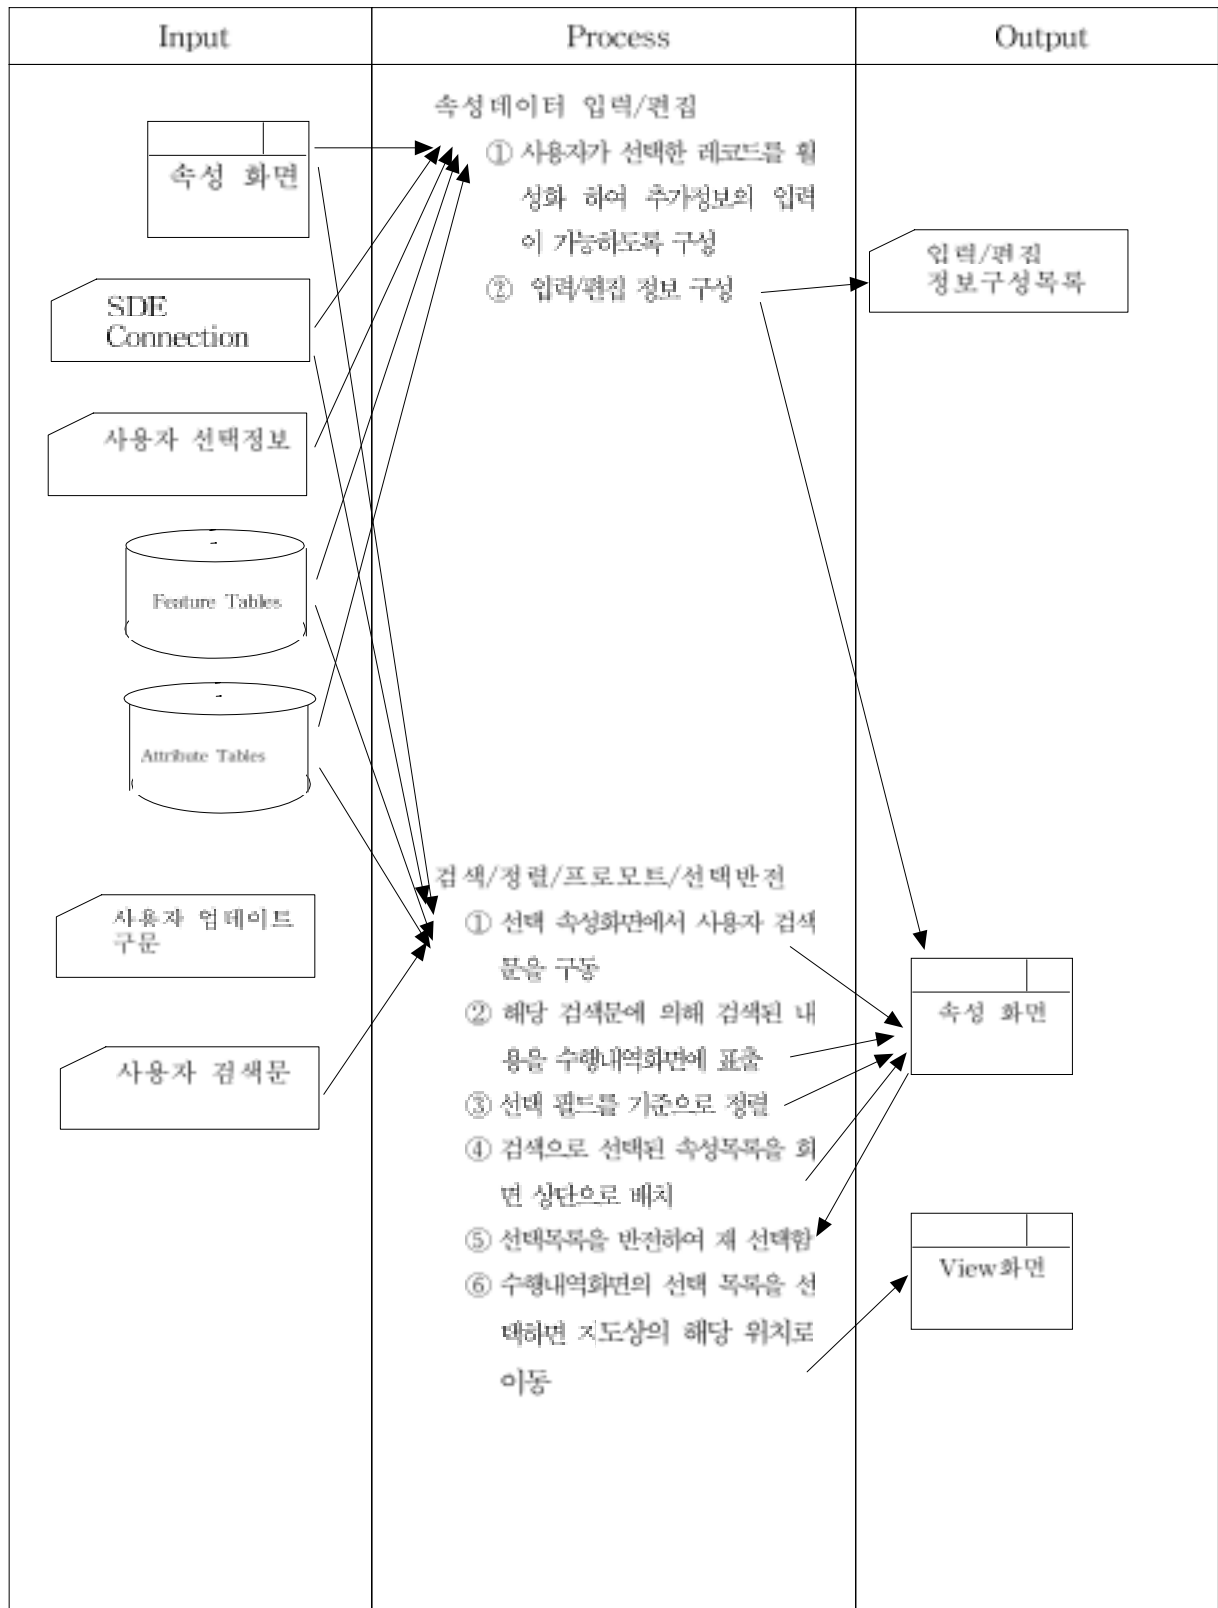 Input
Process
Output
속성 화면
SDE
Connection
사용자 선택정보
Feature Tables
Attribute Tables
사용자 업데이트
구문
사용자 검색문
속성데이터 입력/편집
① 사용자가 선택한 레코드를 활
성화 하여 추가정보의 입력
이 가능하도록 구성
② 입력/편집 정보 구성
검색/정렬/프로모트/선택반전
① 선택 속성화면에서 사용자 검색
문을 구동
② 해당 검색문에 의해 검색된 내
용을 수행내역화면에 표출
③ 선택 필드를 기준으로 정렬
④ 검색으로 선택된 속성목록을 화
면 상단으로 배치
⑤ 선택목록을 반전하여 재 선택함
⑥ 수행내역화면의 선택 목록을 선
택하면 지도상의 해당 위치로
이동
입력/편집
정보구성목록
속성 화면
View화면